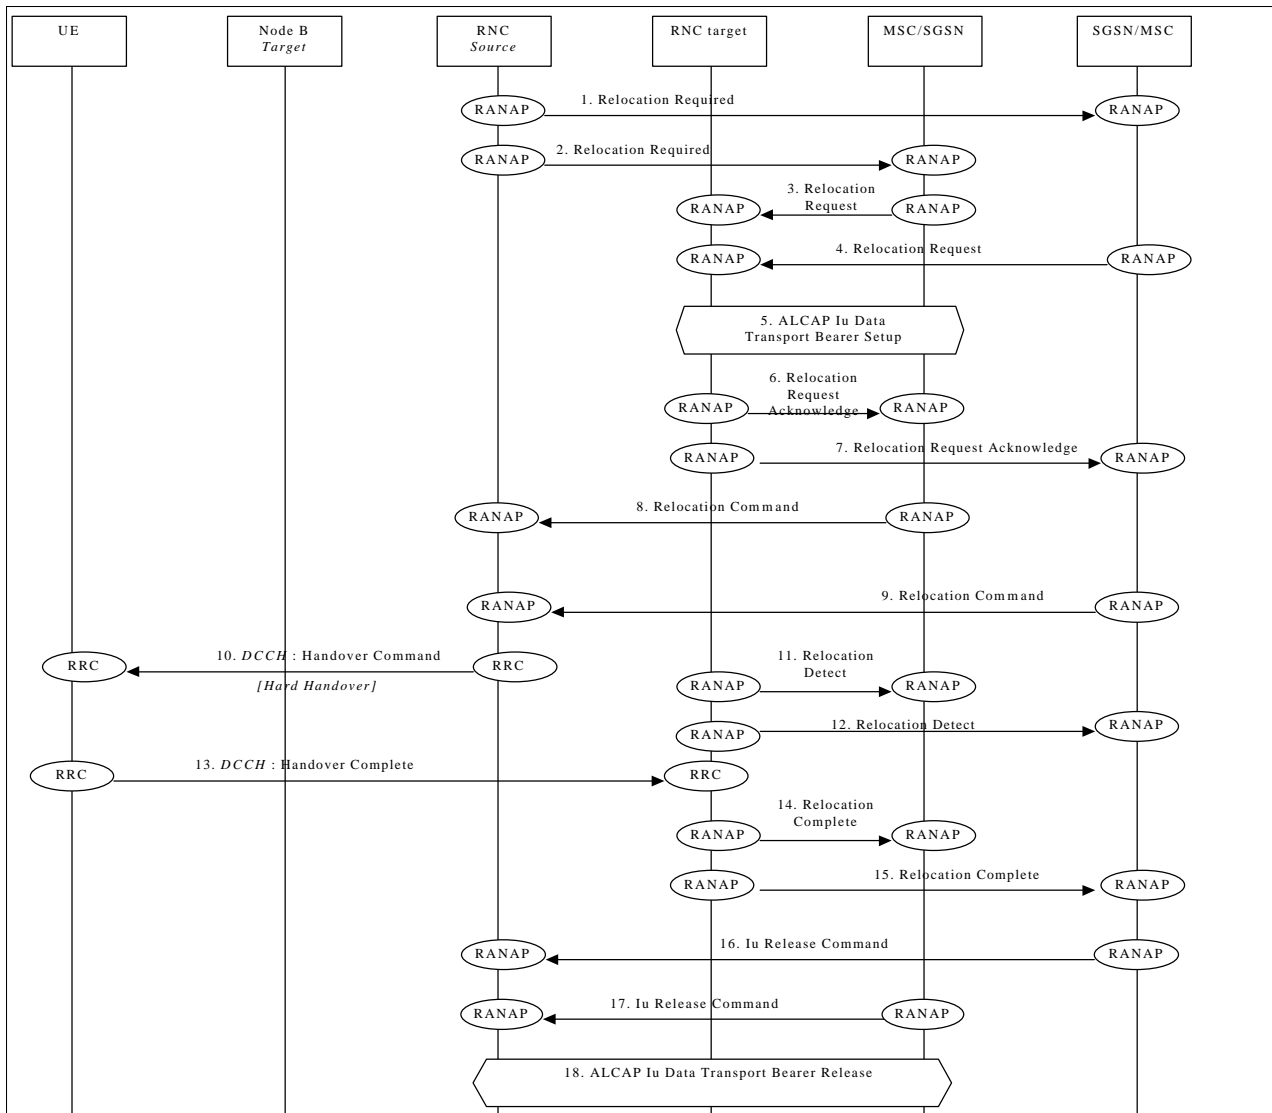 UE
Node B
Target
RNC
Source
RNC target
MSC/SGSN
SGSN/MSC
RANAP
1. Relocation Required
RANAP
RANAP
2. Relocation Required
RANAP
RANAP
3. Relocation
Request
RANAP
RANAP
4. Relocation Request
RANAP
5. ALCAP Iu Data
Transport Bearer Setup
RANAP
6. Relocation
Request
Acknowledge
RANAP
RANAP
7. Relocation Request Acknowledge
RANAP
RANAP
8. Relocation Command
RANAP
RANAP
9. Relocation Command
RANAP
RRC
10. DCCH : Handover Command
[Hard Handover]
RRC
RANAP
11. Relocation
Detect
RANAP
RANAP
12. Relocation Detect
RANAP
RRC
13. DCCH : Handover Complete
RRC
RANAP
14. Relocation
Complete
RANAP
RANAP
15. Relocation Complete
RANAP
RANAP
16. Iu Release Command
RANAP
RANAP
17. Iu Release Command
RANAP
18. ALCAP Iu Data Transport Bearer Release